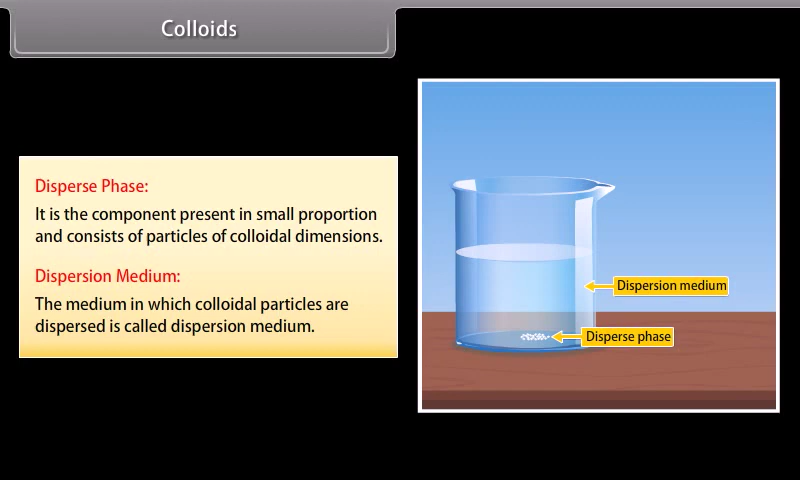 Colloids
Disperse Phase:
It is the component present in small proportion
and consists of particles of colloidal dimensions.
Dispersion Medium:
The medium in which colloidal particles are
dispersed is called dispersion medium.
Dispersion medium
Disperse phase